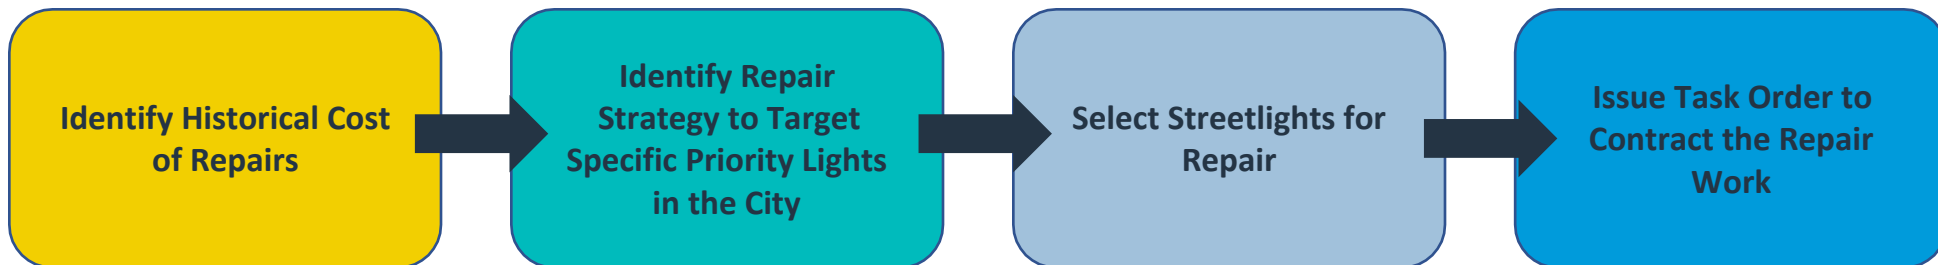 Identify Historical Cost
of Repairs
Identify Repair
Strategy to Target
Specific Priority Lights
in the City
Select Streetlights for
Repair
Issue Task Order to
Contract the Repair
Work